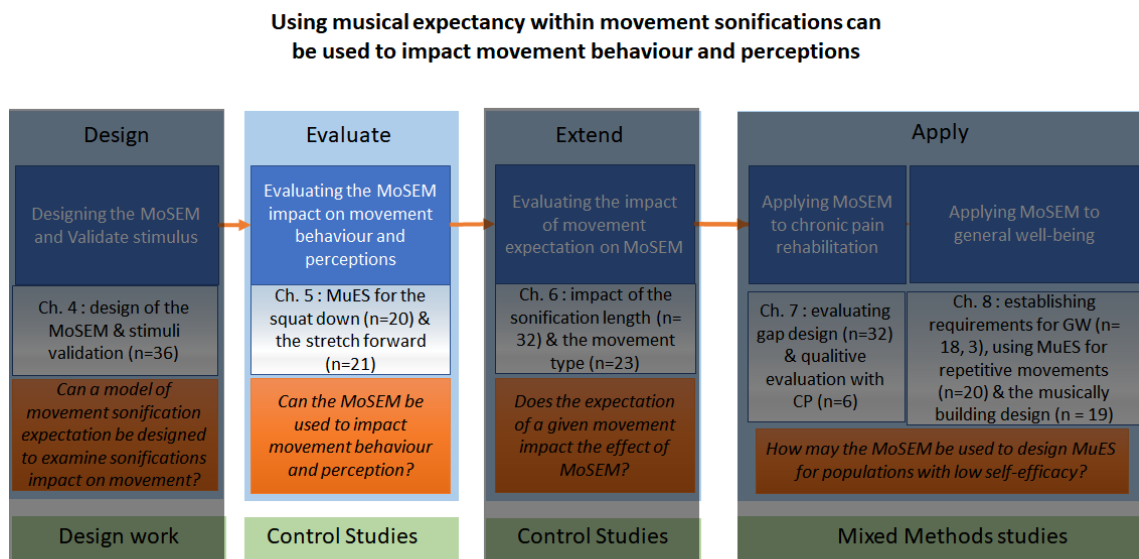 Using musical expectancy within movement sonifications can
be used to impact movement behaviour and perceptions
Design
Designing the MoSEM
and Validate stimulus
Ch. 4 : design of the
MoSEM & stimuli
validation (n=36)
Can a model of
movement sonification
expectation be designed
to examine sonifications
impact on movement?
Design work
Evaluate
Evaluating the MoSEM
impact on movement
behaviour and
perceptions
Ch. 5 : MuES for the
squat down (n=20) &
the stretch forward
(n=21)
Can the MoSEM be
used to impact
movement behaviour
and perception?
Control Studies
Extend
Evaluating the impact
of movement
expectation on MoSEM
Ch. 6 : impact of the
sonification length (n=
32) & the movement
type (n=23)
Does the expectation
of a given movement
impact the effect of
MoSEM?
Control Studies
Apply
Applying MoSEM
to chronic pain
rehabilitation
Ch. 7 : evaluating
gap design (n=32)
& qualitive
evaluation with
CP (n=6)
Applying MoSEM to
general well-being
Ch. 8 : establishing
requirements for GW (n=
18, 3), using MuES for
repetitive movements
(n=20) & the musically
building design (n = 19)
How may the MoSEM be used to design MuES
for populations with low self-efficacy?
Mixed Methods studies